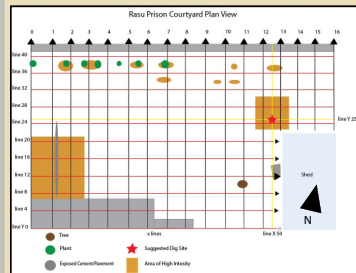 Rasu Prison Courtyard Plan View
0 1 2 3 4 5 6 7 8 9 10 11 12 13 14 15 16
line 40
line 36
line 32
line 28
line 24
line Y 25
line 20
line 16
line 12
line 8
line 4
line Y 0
Shed
N
x lines
line X 50
Tree
Plant
Exposed Cement/Pavement
Suggested Dig Site
Area of High Intesity